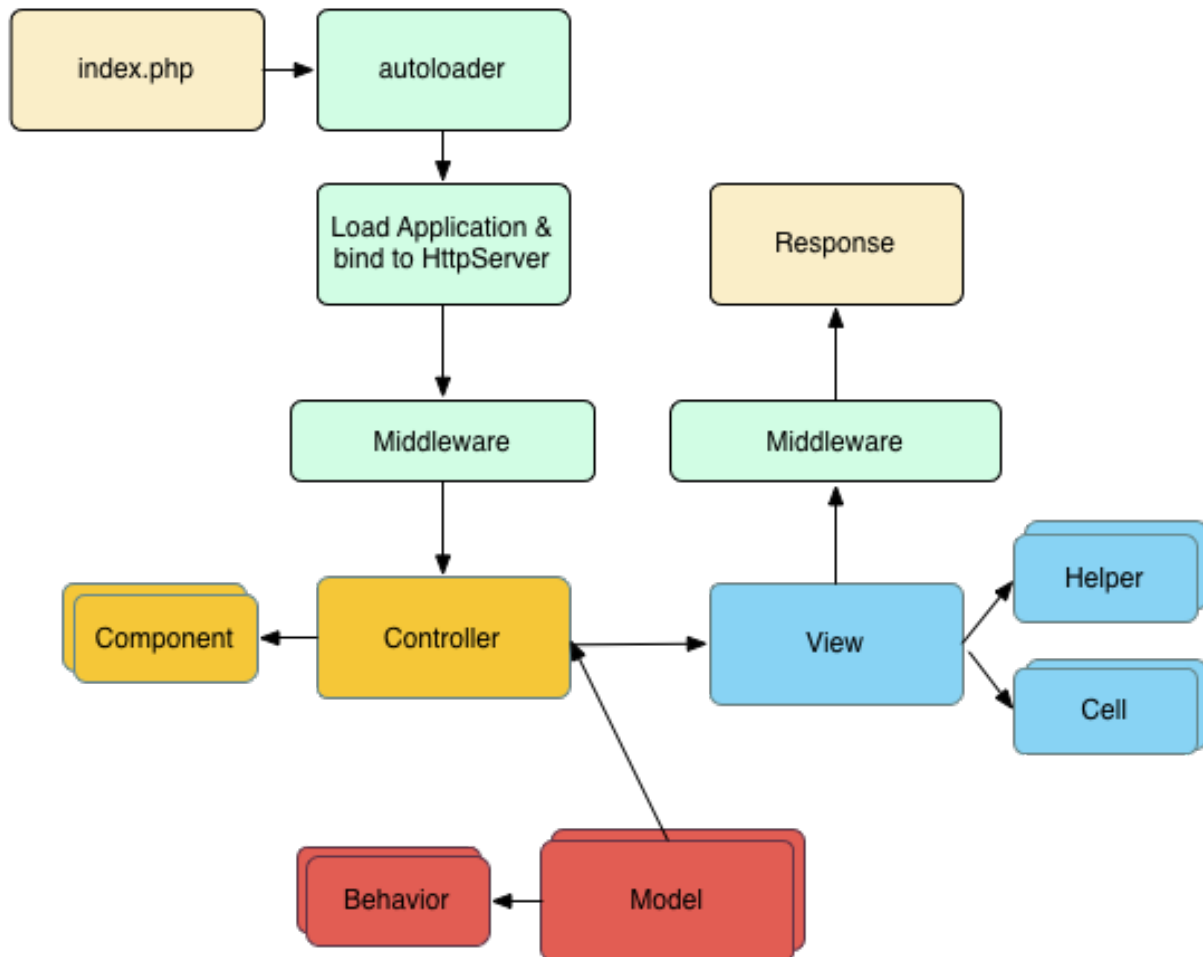 index.php
autoloader
Load Application &
bind to HttpServer
Response
Middleware
Middleware
Component
Controller
View
Helper
Cell
Behavior
Model